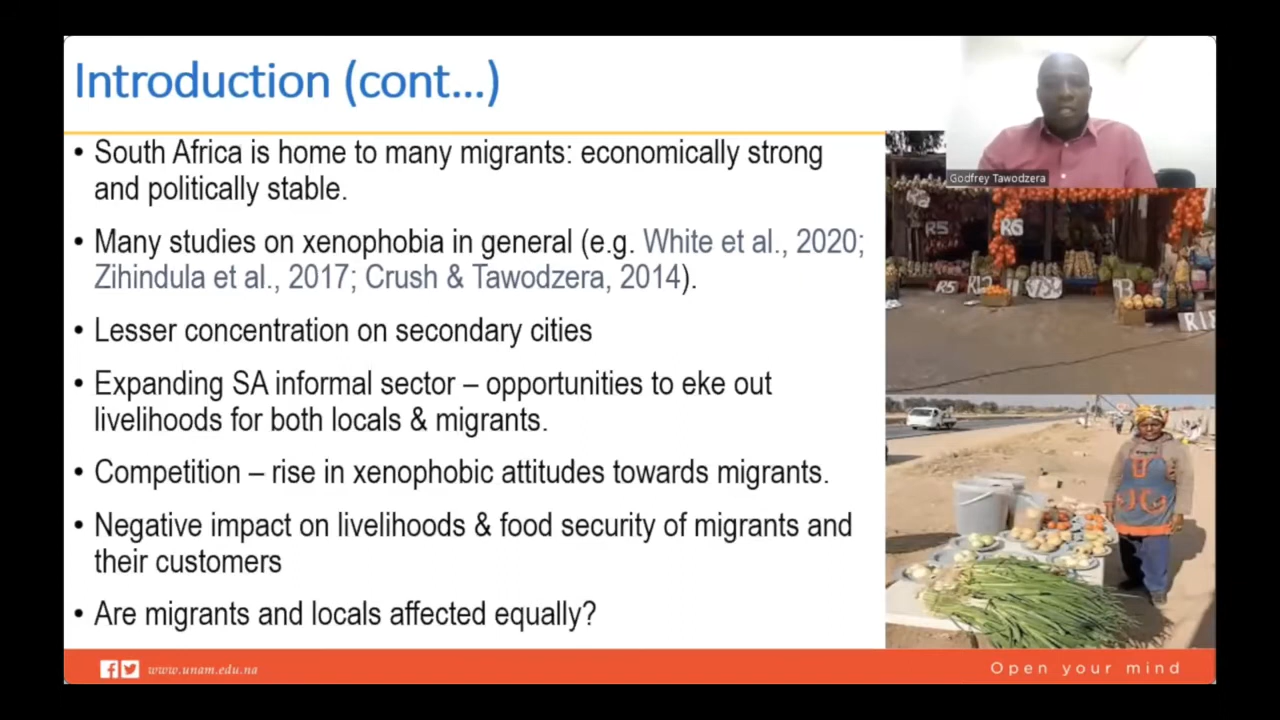 Introduction (cont...)
• South Africa is home to many migrants: economically strong
and politically stable.
• Many studies on xenophobia in general (e.g. White et al., 2020;
Zihindula et al., 2017; Crush & Tawodzera, 2014).
• Lesser concentration on secondary cities
• Expanding SA informal sector – opportunities to eke out
livelihoods for both locals & migrants.
• Competition – rise in xenophobic attitudes towards migrants.
• Negative impact on livelihoods & food security of migrants and
their customers
• Are migrants and locals affected equally?
Godfrey Tawodzera
R5 R6
R5 R12
www.unam.edu.na
Open your mind